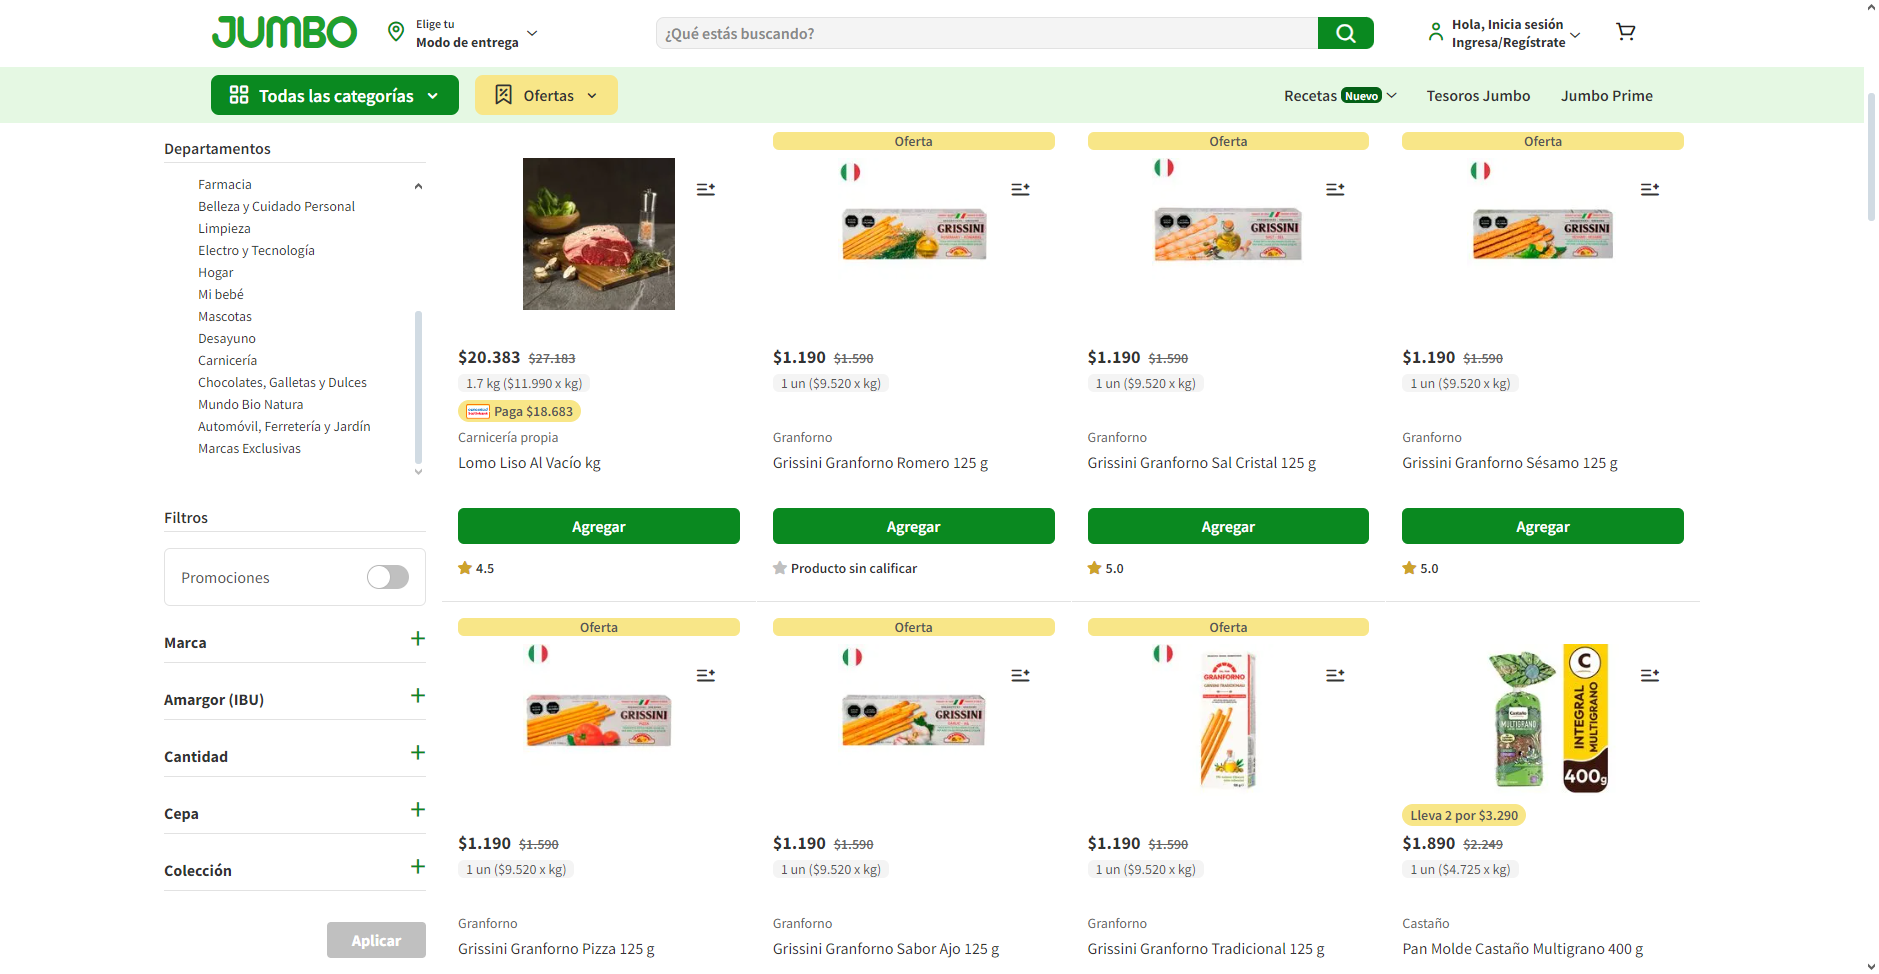 JUMBO
Elige tu
Modo de entrega
¿Qué estás buscando?
Hola, Inicia sesión
Ingresa/Regístrate
Todas las categorías
Ofertas
Recetas Nuevo
Tesoros Jumbo
Jumbo Prime
Departamentos
Farmacia
Belleza y Cuidado Personal
Limpieza
Electro y Tecnología
Hogar
Mi bebé
Mascotas
Desayuno
Carnicería
Chocolates, Galletas y Dulces
Mundo Bio Natura
Automóvil, Ferretería y Jardín
Marcas Exclusivas
Filtros
Promociones
Marca
Amargor (IBU)
Cantidad
Cepa
Colección
Aplicar
$20.383 $27.183
1.7 kg ($11.990 x kg)
Paga $18.683
Carnicería propia
Lomo Liso Al Vacío kg
Agregar
4.5
Oferta
GRISSINI
$1.190 $1.590
1 un ($9.520 x kg)
Granforno
Grissini Granforno Romero 125 g
Agregar
Producto sin calificar
Oferta
GRISSINI
$1.190 $1.590
1 un ($9.520 x kg)
Granforno
Grissini Granforno Sal Cristal 125 g
Agregar
5.0
Oferta
GRISSINI
$1.190 $1.590
1 un ($9.520 x kg)
Granforno
Grissini Granforno Sésamo 125 g
Agregar
5.0
Oferta
GRISSINI
$1.190 $1.590
1 un ($9.520 x kg)
Granforno
Grissini Granforno Pizza 125 g
Oferta
GRISSINI
$1.190 $1.590
1 un ($9.520 x kg)
Granforno
Grissini Granforno Sabor Ajo 125 g
Oferta
GRANFORNO
$1.190 $1.590
1 un ($9.520 x kg)
Granforno
Grissini Granforno Tradicional 125 g
Castaño
MULTIGRANO
C
INTEGRAL
MULTIGRANO
400g
Lleva 2 por $3.290
$1.890 $2.249
1 un ($4.725 x kg)
Castaño
Pan Molde Castaño Multigrano 400 g